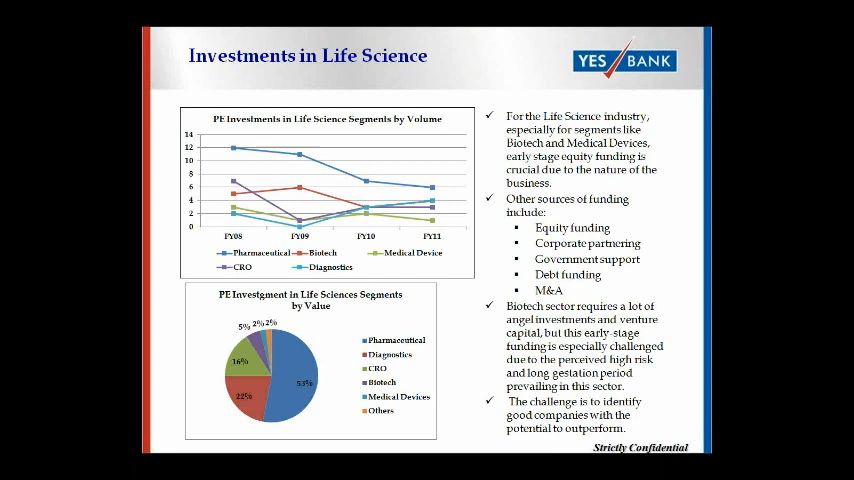 Investments in Life Science
YES BANK
PE Investments in Life Science Segments by Volume
14
12
10
8
6
4
2
0
FY08 FY09 FY10 FY11
Pharmaceutical Biotech Medical Device
CRO Diagnostics
PE Investgment in Life Sciences Segments
by Value
5% 2% 2%
16%
53%
22%
Pharmaceutical
Diagnostics
CRO
Biotech
Medical Devices
Others
✓ For the Life Science industry,
especially for segments like
Biotech and Medical Devices,
early stage equity funding is
crucial due to the nature of the
business.
✓ Other sources of funding
include:
▪ Equity funding
▪ Corporate partnering
▪ Government support
▪ Debt funding
▪ M&A
✓ Biotech sector requires a lot of
angel investments and venture
capital, but this early-stage
funding is especially challenged
due to the perceived high risk
and long gestation period
prevailing in this sector.
✓ The challenge is to identify
good companies with the
potential to outperform.
Strictly Confidential